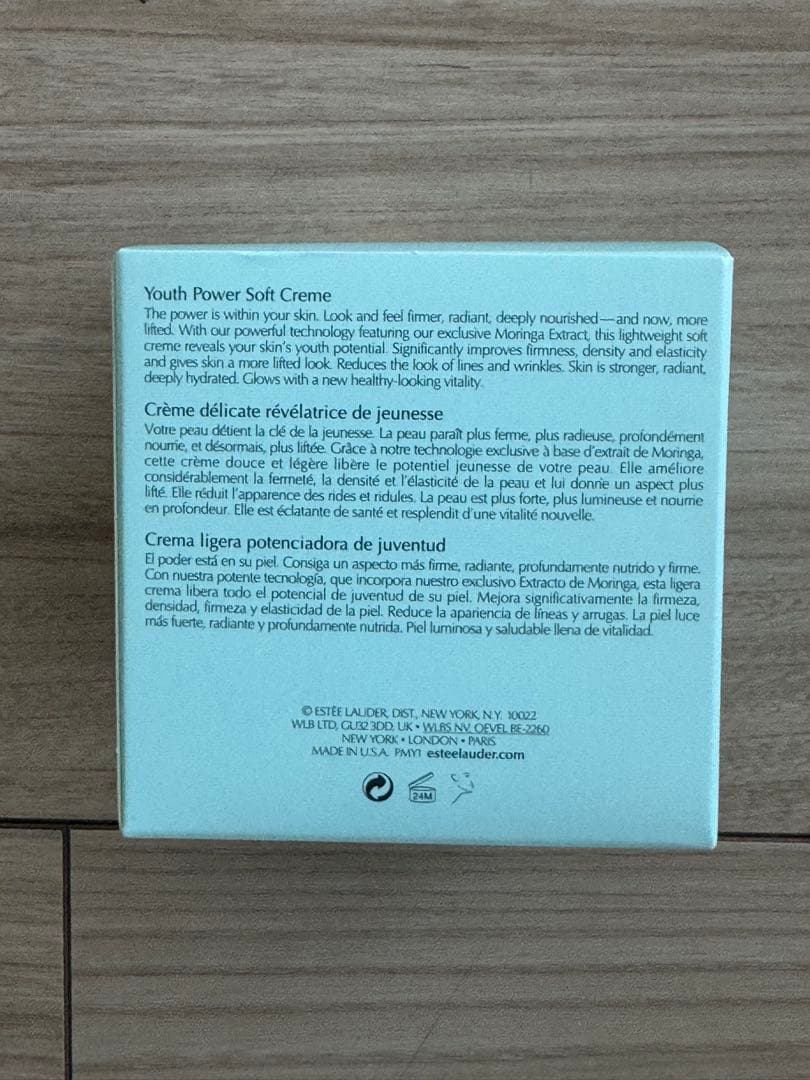 Youth Power Soft Creme
The power is within your skin. Look and feel firmer, radiant, deeply nourished—and now, more
lifted. With our powerful technology featuring our exclusive Moringa Extract, this lightweight soft
creme reveals your skin's youth potential. Significantly improves firmness, density and elasticity
and gives skin a more lifted look. Reduces the look of lines and wrinkles. Skin is stronger, radiant,
deeply hydrated. Glows with a new healthy-looking vitality.
Crème délicate révélatrice de jeunesse
Votre peau détient la clé de la jeunesse. La peau paraît plus ferme, plus radieuse, profondément
nourrie, et désormais, plus liftée. Grâce à notre technologie exclusive à base d'extrait de Moringa,
cette crème douce et légère libère le potentiel jeunesse de votre peau. Elle améliore
considérablement la fermeté, la densité et l'élasticité de la peau et lui donne un aspect plus
lifté. Elle réduit l'apparence des rides et ridules. La peau est plus forte, plus lumineuse et nourrie
en profondeur. Elle est éclatante de santé et resplendit d'une vitalité nouvelle.
Crema ligera potenciadora de juventud
El poder está en su piel. Consiga un aspecto más firme, radiante, profundamente nutrido y firme.
Con nuestra potente tecnología, que incorpora nuestro exclusivo Extracto de Moringa, esta ligera
crema libera todo el potencial de juventud de su piel. Mejora significativamente la firmeza,
densidad, firmeza y elasticidad de la piel. Reduce la apariencia de líneas y arrugas. La piel luce
más fuerte, radiante y profundamente nutrida. Piel luminosa y saludable llena de vitalidad.
© ESTĒE LAUDER, DIST., NEW YORK, N.Y. 10022
WLB LTD, GU32 3DD, UK • WLBS NV, OEVEL BE-2260
NEW YORK • LONDON • PARIS
MADE IN U.S.A. PMY1 esteelauder.com
24M